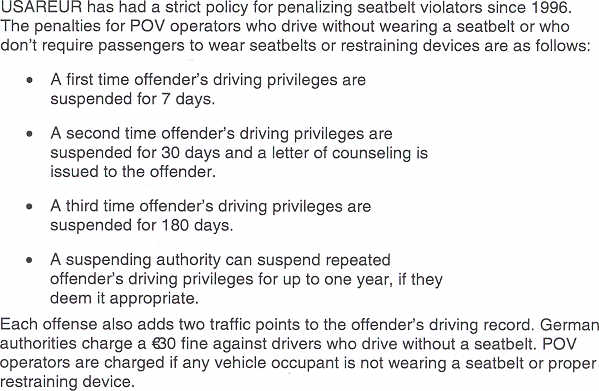 USAREUR has had a strict policy for penalizing seatbelt violators since 1996.
The penalties for POV operators who drive without wearing a seatbelt or who
don't require passengers to wear seatbelts or restraining devices are as follows:
• A first time offender's driving privileges are
suspended for 7 days.
• A second time offender's driving privileges are
suspended for 30 days and a letter of counseling is
issued to the offender.
• A third time offender's driving privileges are
suspended for 180 days.
• A suspending authority can suspend repeated
offender's driving privileges for up to one year, if they
deem it appropriate.
Each offense also adds two traffic points to the offender's driving record. German
authorities charge a €30 fine against drivers who drive without a seatbelt. POV
operators are charged if any vehicle occupant is not wearing a seatbelt or proper
restraining device.